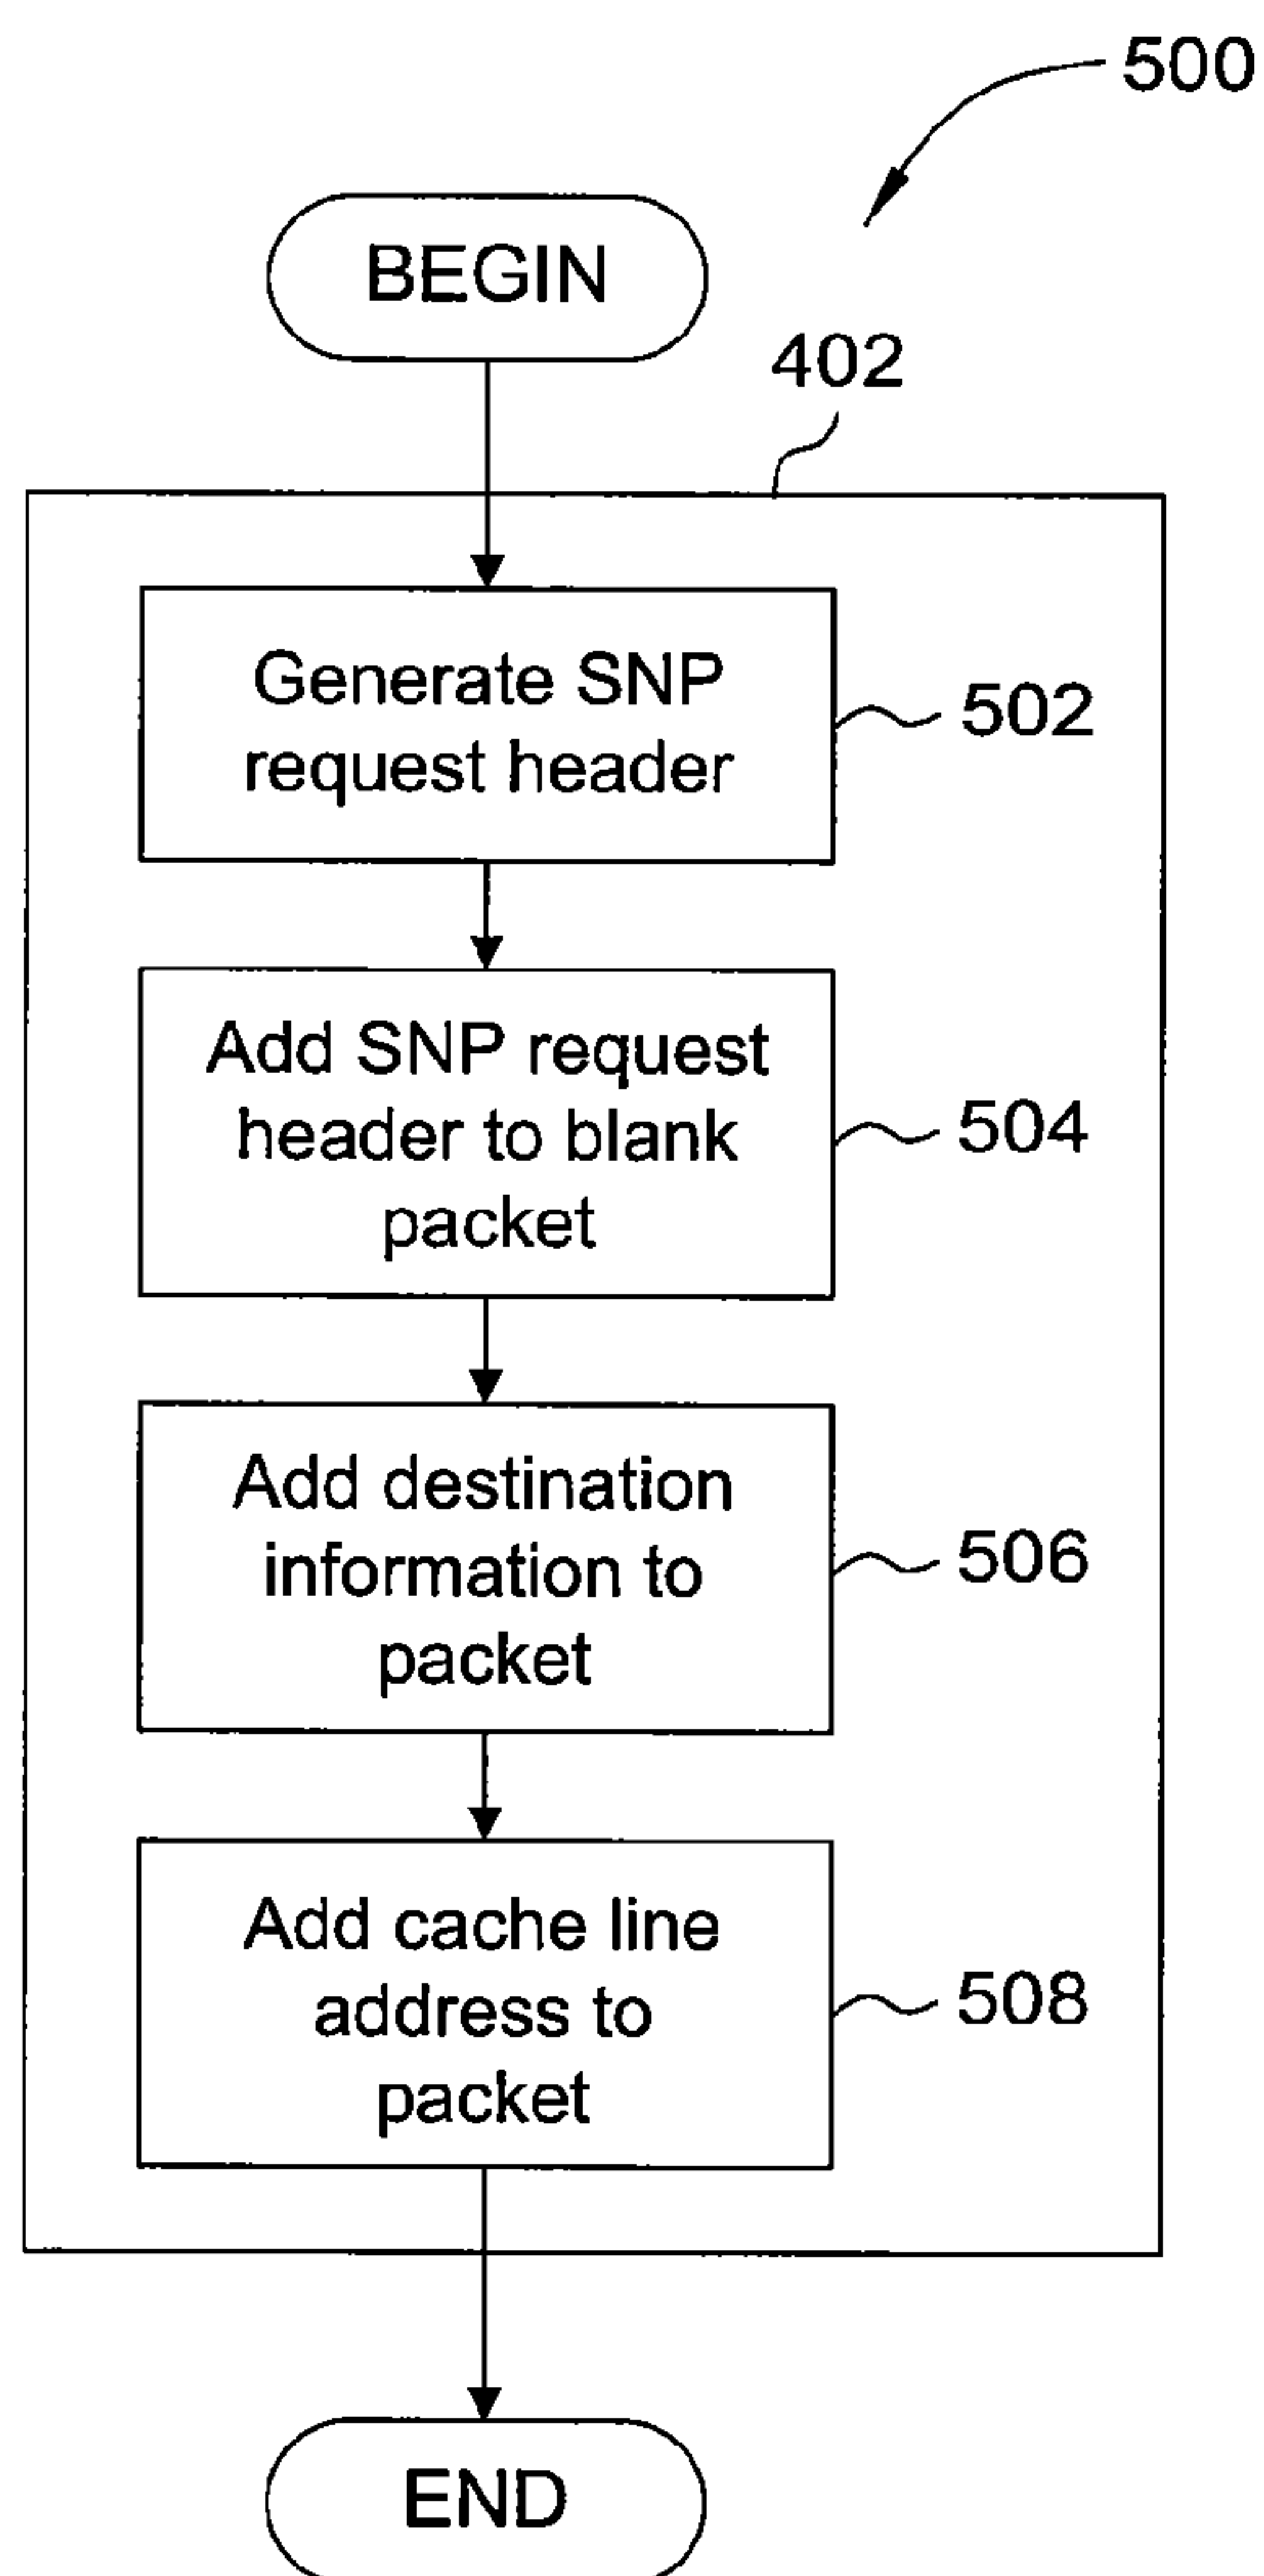 500
BEGIN
402
Generate SNP
request header
502
Add SNP request
header to blank
packet
504
Add destination
information to
packet
506
Add cache line
address to
packet
508
END